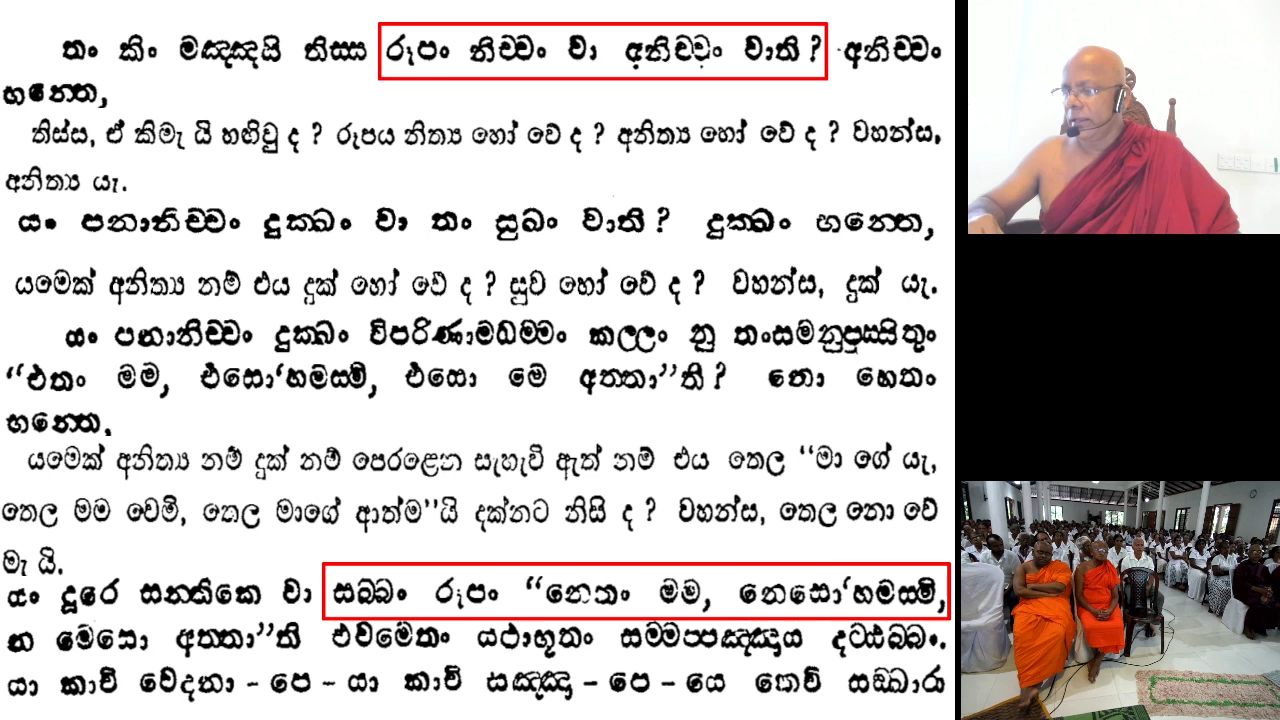 තං කිං මඤ්ඤයි තිස්ස රූපං නිච්චං වා අනිච්චං වාති? අනිච්චං
භන්තෙ,
තිස්ස, ඒ කිමැ යි හඟිවු ද ? රූපය නිත්‍ය හෝ වේ ද ? අනිත්‍ය හෝ වේ ද ? වහන්ස,
අනිත්‍ය යැ.
යං පනානිච්චං දුක්ඛං වා තං සුඛං වාති? දුක්ඛං භන්තෙ,
යමෙක් අනිත්‍ය නම් එය දුක් හෝ වේ ද ? සුව හෝ වේ ද ? වහන්ස, දුක් යැ.
යං පනානිච්චං දුක්ඛං විපරිණාමධම්මං කල්ලං නු තංසමනුපස්සිතුං
“එතං මම, එසො‘හමස්මි, එසො මෙ අත්තා”ති? නො හෙතං
භන්තෙ,
යමෙක් අනිත්‍ය නම් දුක් නම් පෙරළෙන සැහැවි ඇත් නම් එය තෙල “මා ගේ යැ,
තෙල මම වෙමි, තෙල මාගේ ආත්ම”යි දක්නට නිසි ද ? වහන්ස, තෙල නො වේ
මැ යි.
යං දූරෙ සන්තිකෙ වා සබ්බං රූපං “නෙතං මම, නෙසො‘හමස්මි,
න මෙසො අත්තා”ති එවමෙතං යථාභූතං සම්මප්පඤ්ඤාය දට්ඨබ්බං.
යා කාචි වේදනා – පෙ – යා කාචි සඤ්ඤා – පෙ – යෙ කෙචි සඞ්ඛාරා